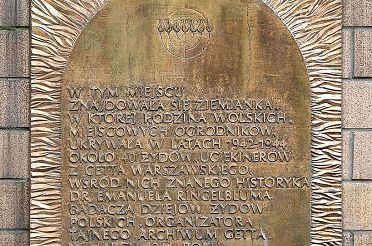 W TYM MIEJSCU
ZNAJDOWAŁA SIĘ ZIEMIANKA,
W KTÓREJ RODZINA WOLSKICH,
MIEJSCOWYCH OGRODNIKÓW,
UKRYWAŁA W LATACH 1942-1944
OKOŁO 40 ŻYDÓW, UCIEKINIERÓW
Z GETTA WARSZAWSKIEGO.
WŚRÓD NICH ZNANEGO HISTORYKA
DR. EMANUELA RINGELBLUMA
BADACZA DZIEJÓW ŻYDÓW
POLSKICH, ORGANIZATORA
TAJNEGO ARCHIWUM GETTA.